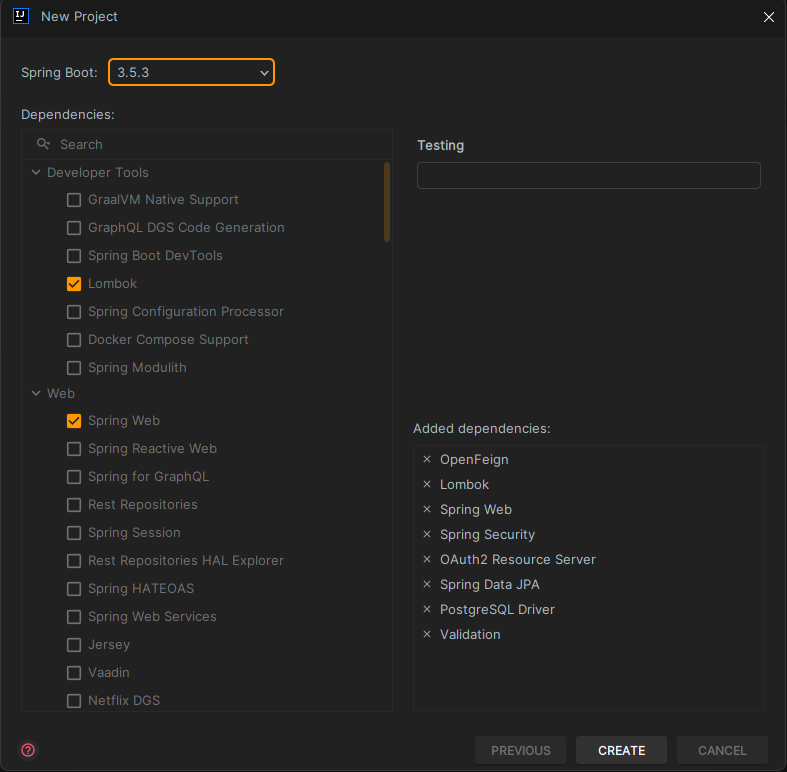 IJ New Project
Spring Boot: 3.5.3
Dependencies:
Search
Developer Tools
GraalVM Native Support
GraphQL DGS Code Generation
Spring Boot DevTools
Lombok
Spring Configuration Processor
Docker Compose Support
Spring Modulith
Web
Spring Web
Spring Reactive Web
Spring for GraphQL
Rest Repositories
Spring Session
Rest Repositories HAL Explorer
Spring HATEOAS
Spring Web Services
Jersey
Vaadin
Netflix DGS
Testing
Added dependencies:
OpenFeign
Lombok
Spring Web
Spring Security
OAuth2 Resource Server
Spring Data JPA
PostgreSQL Driver
Validation
? PREVIOUS CREATE CANCEL